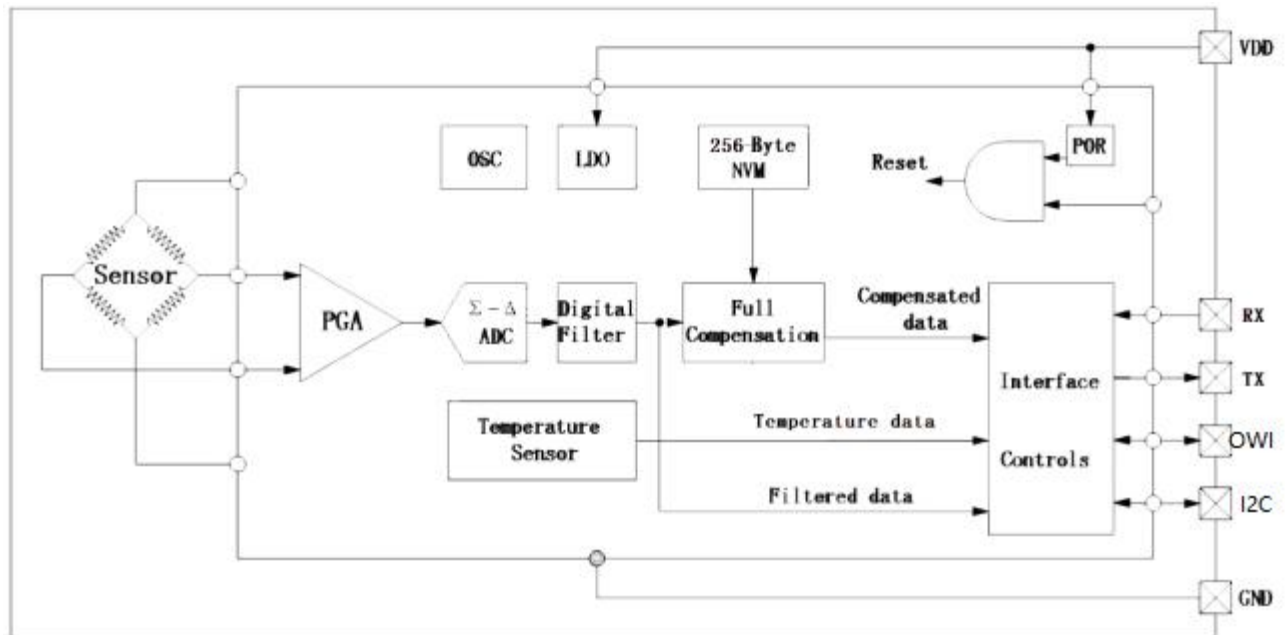 VDD
OSC
LDO
256-Byte
NVM
Reset
POR
Sensor
PGA
Σ-Δ
ADC
Digital
Filter
Full
Compensation
Compensated
data
RX
Interface
Controls
TX
Temperature
Sensor
Temperature data
OWI
Filtered data
I2C
GND